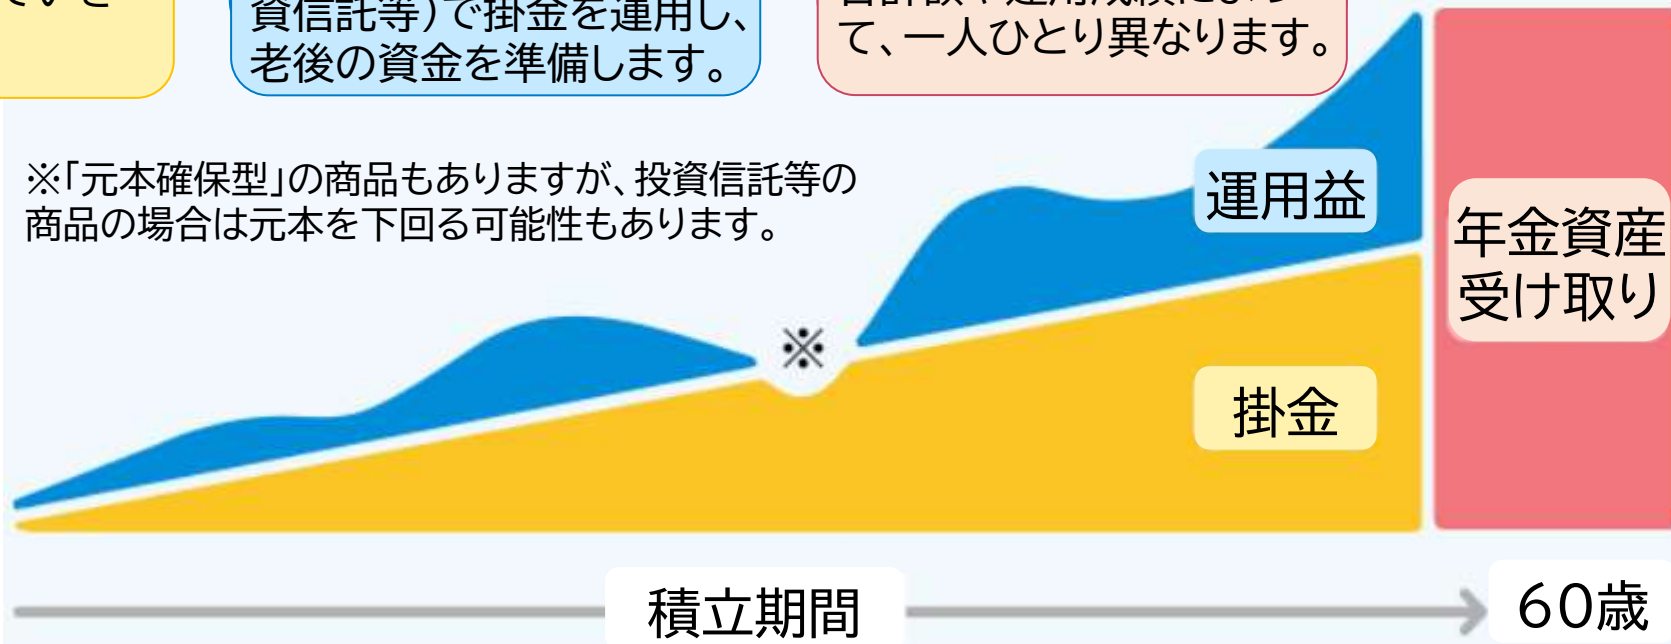 資信託等)で掛金を運用し、
老後の資金を準備します。
て、一人ひとり異なります。
※「元本確保型」の商品もありますが、投資信託等の
商品の場合は元本を下回る可能性もあります。
運用益
年金資産
受け取り
※
掛金
積立期間
60歳